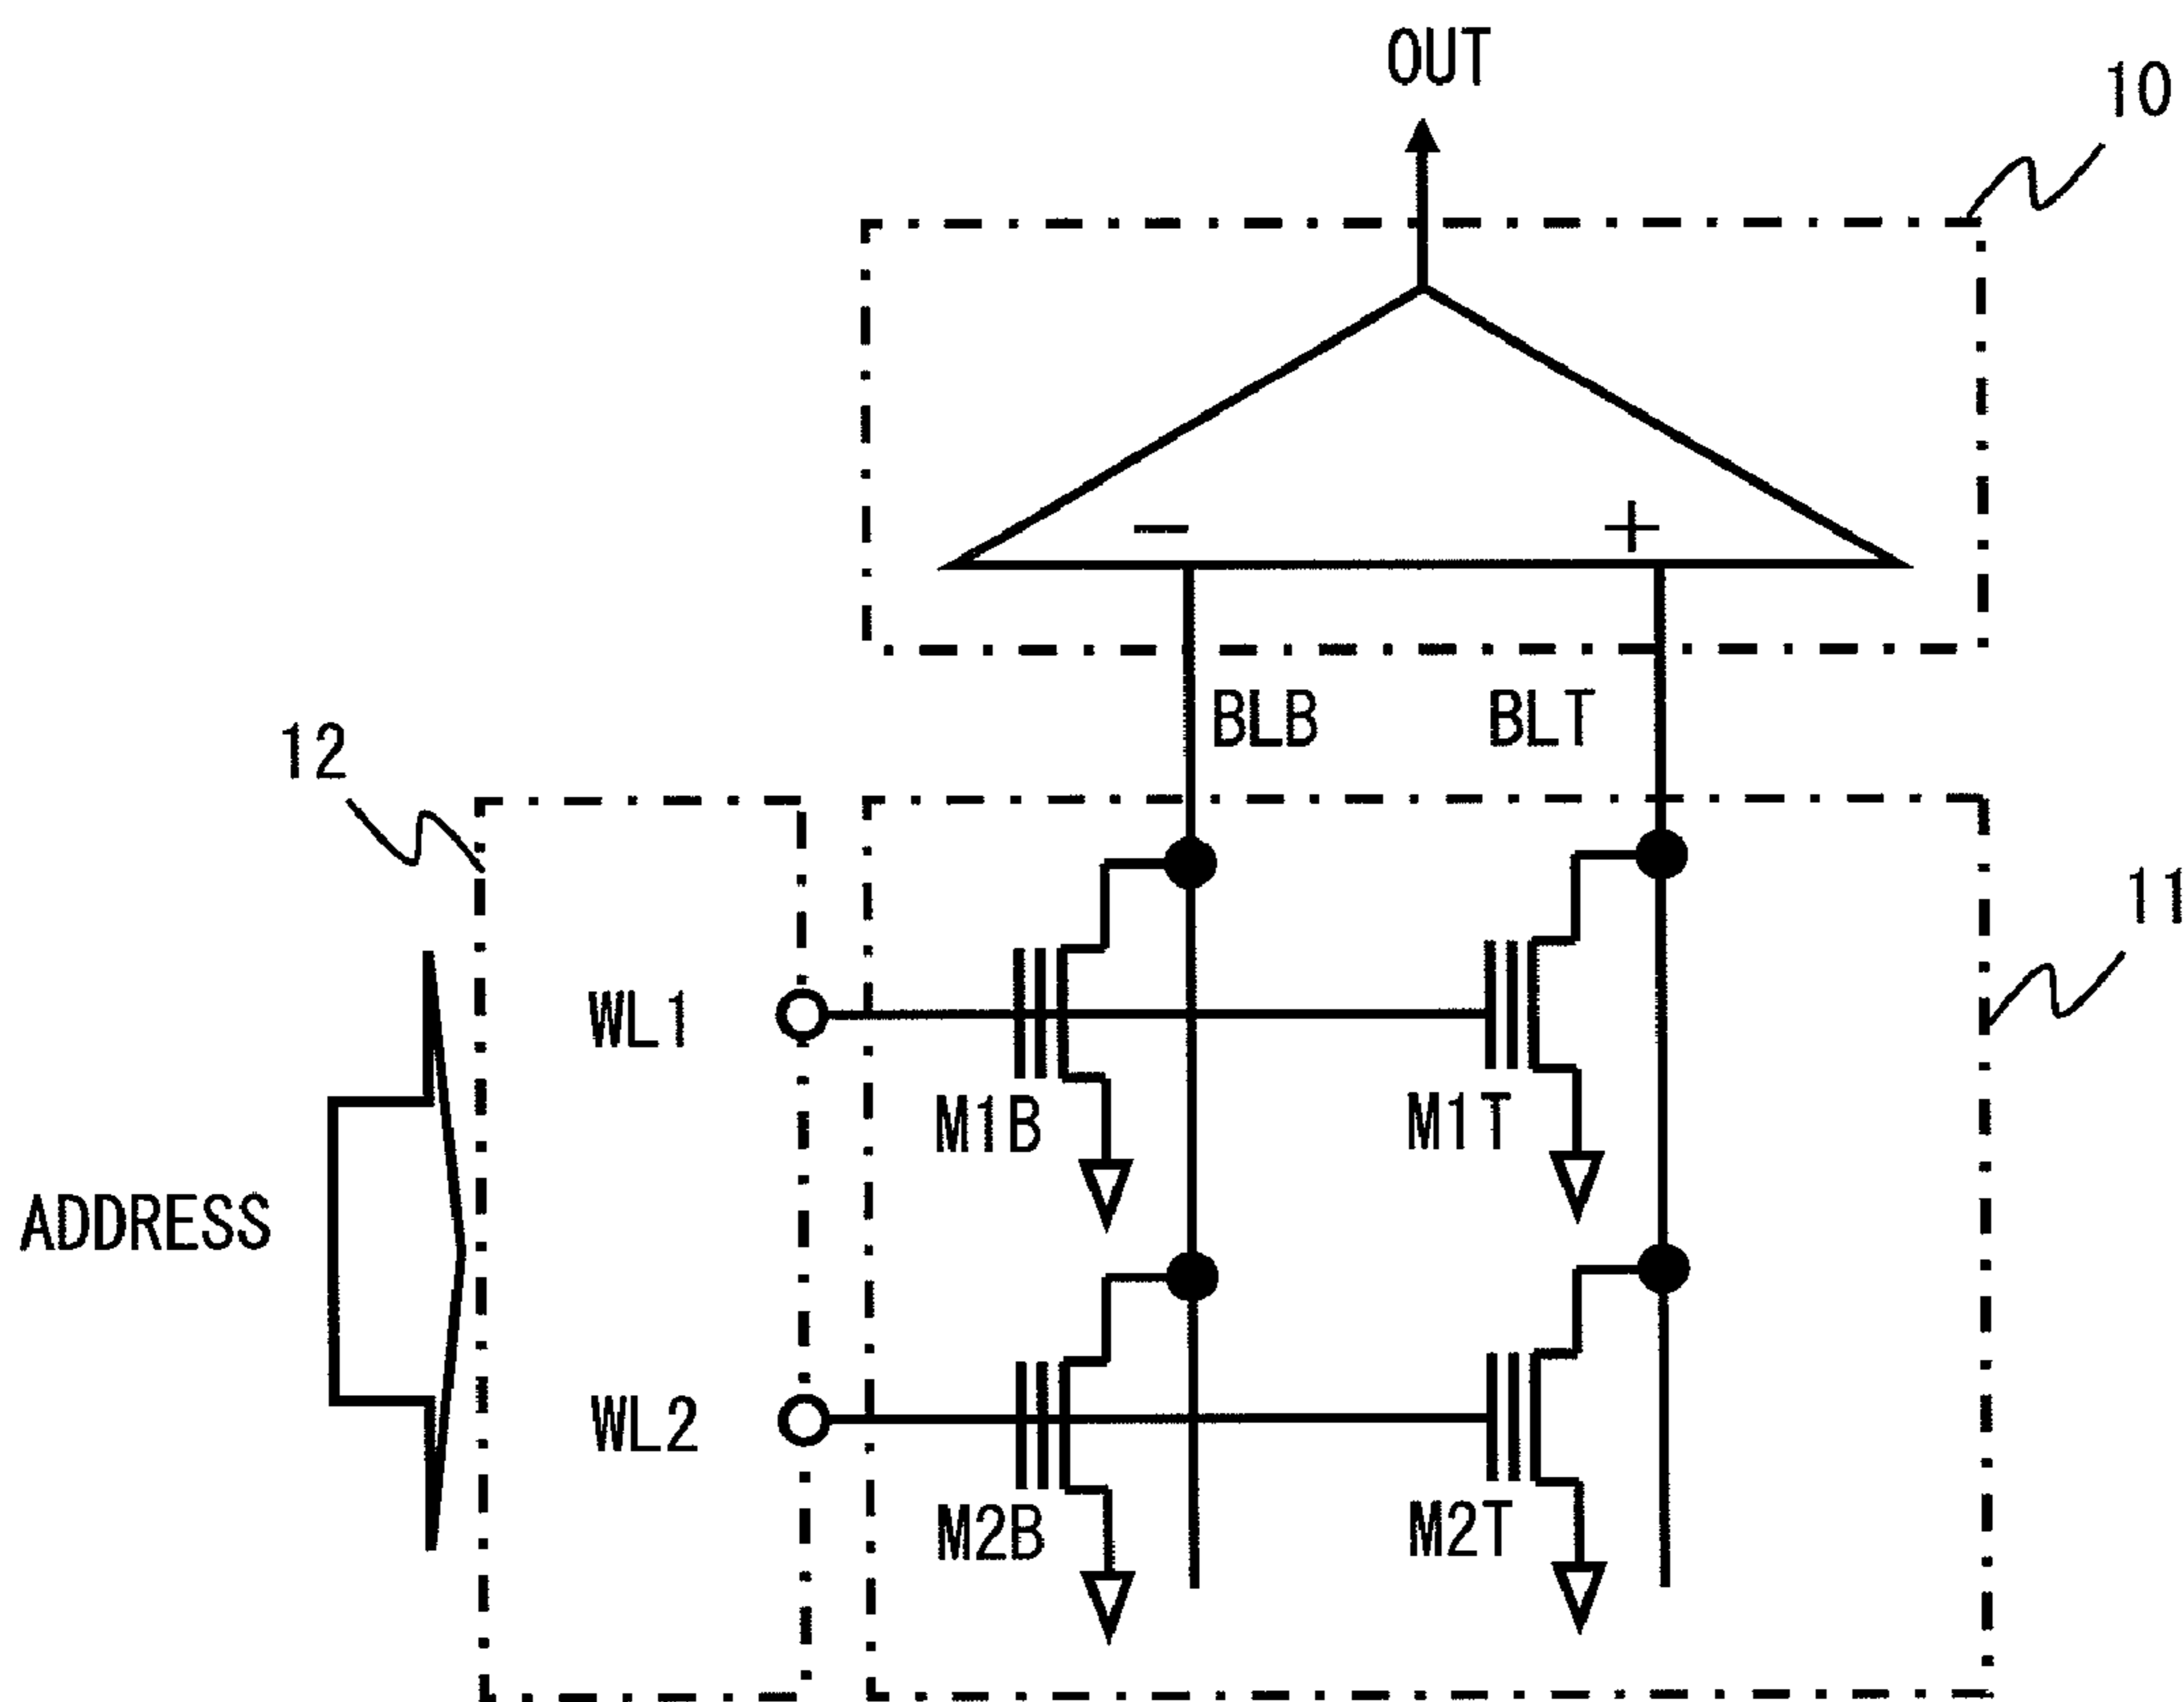 OUT
10
−
+
BLB
BLT
12
11
WL1
M1B
M1T
ADDRESS
WL2
M2B
M2T